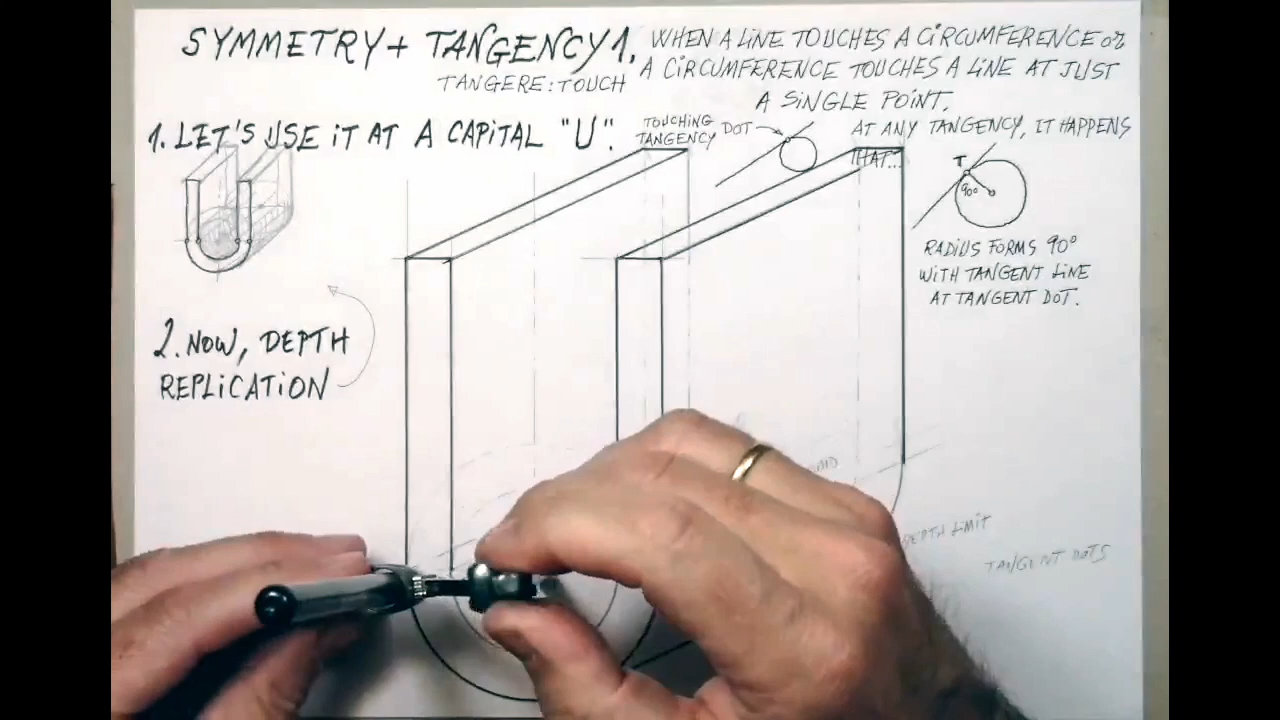 SYMMETRY + TANGENCY 1.
TANGERE: TOUCH
WHEN A LINE TOUCHES A CIRCUMFERENCE or
A CIRCUMFERENCE TOUCHES A LINE AT JUST
A SINGLE POINT.
1. LET'S USE IT AT A CAPITAL "U".
TOUCHING
TANGENCY DOT
AT ANY TANGENCY, IT HAPPENS
THAT...
T
90°
RADIUS FORMS 90°
WITH TANGENT LINE
AT TANGENT DOT.
2. NOW, DEPTH
REPLICATION
DEPTH LIMIT
TANGENT DOTS